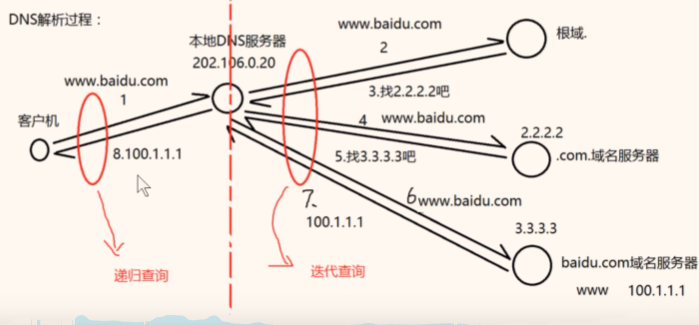 DNS解析过程：
本地DNS服务器
202.106.0.20
www.baidu.com
2
根域.
www.baidu.com
1
3.找2.2.2.2吧
4
www.baidu.com
客户机
8.100.1.1.1
5.找3.3.3.3吧
2.2.2.2
.com.域名服务器
7、
100.1.1.1
6
www.baidu.com
3.3.3.3
递归查询
迭代查询
baidu.com域名服务器
www 100.1.1.1